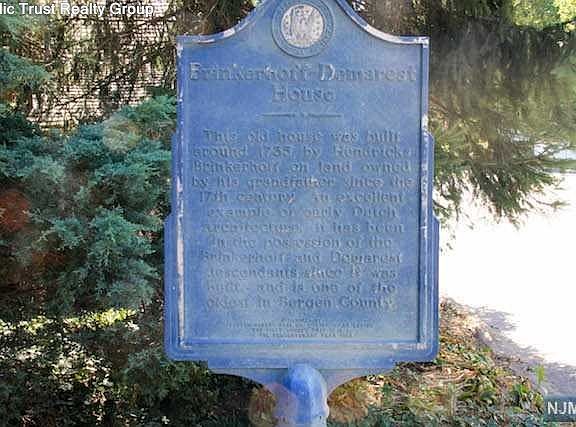 lic Trust Realty Group
Brinkerhoff-Demarest
House
This old house was built
around 1735 by Hendrick
Brinkerhoff on land owned
by his grandfather since the
17th century. An excellent
example of early Dutch
Architecture, it has been
in the possession of the
Brinkerhoff and Demarest
descendants since it was
built, and is one of the
oldest in Bergen County.
NJM